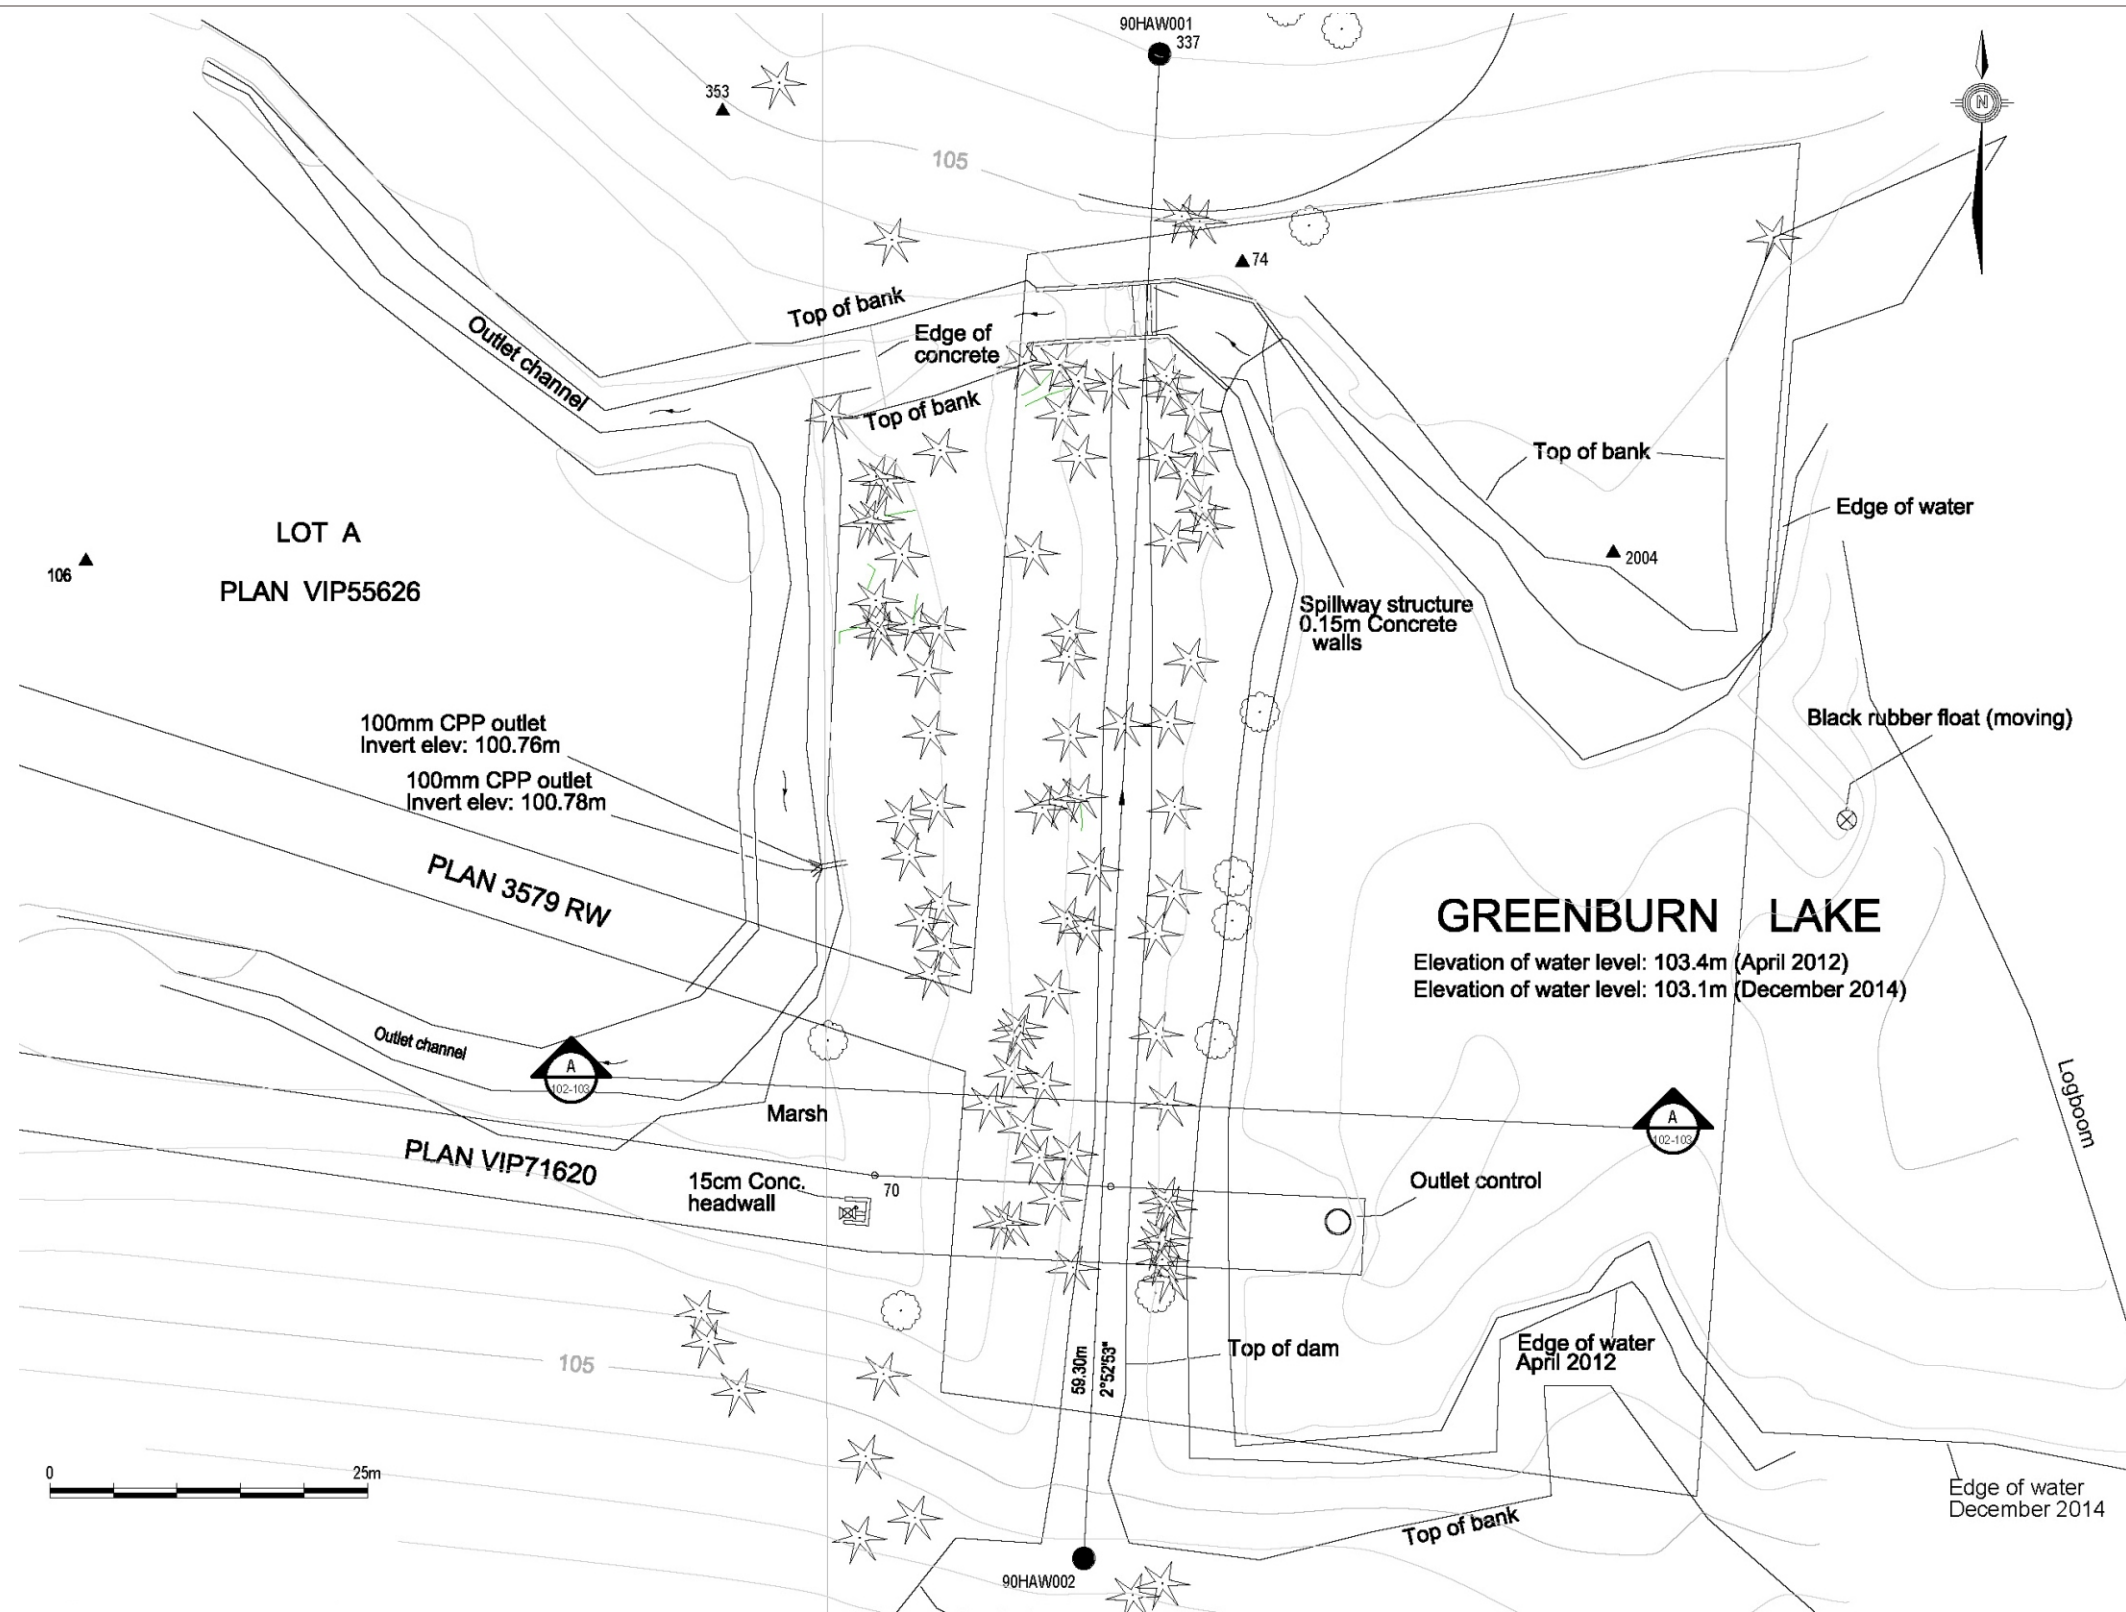 90HAW001
337
353
N
105
74
Top of bank
Edge of
concrete
Outlet channel
Top of bank
Top of bank
Edge of water
LOT A
106
2004
PLAN VIP55626
Spillway structure
0.15m Concrete
walls
100mm CPP outlet
Invert elev: 100.76m
Black rubber float (moving)
100mm CPP outlet
Invert elev: 100.78m
PLAN 3579 RW
GREENBURN LAKE
Elevation of water level: 103.4m (April 2012)
Elevation of water level: 103.1m (December 2014)
Outlet channel
A
102-103
Logboom
Marsh
A
102-103
PLAN VIP71620
15cm Conc.
headwall
70
Outlet control
105
59.30m
2°52'53"
Top of dam
Edge of water
April 2012
0
25m
Edge of water
December 2014
Top of bank
90HAW002